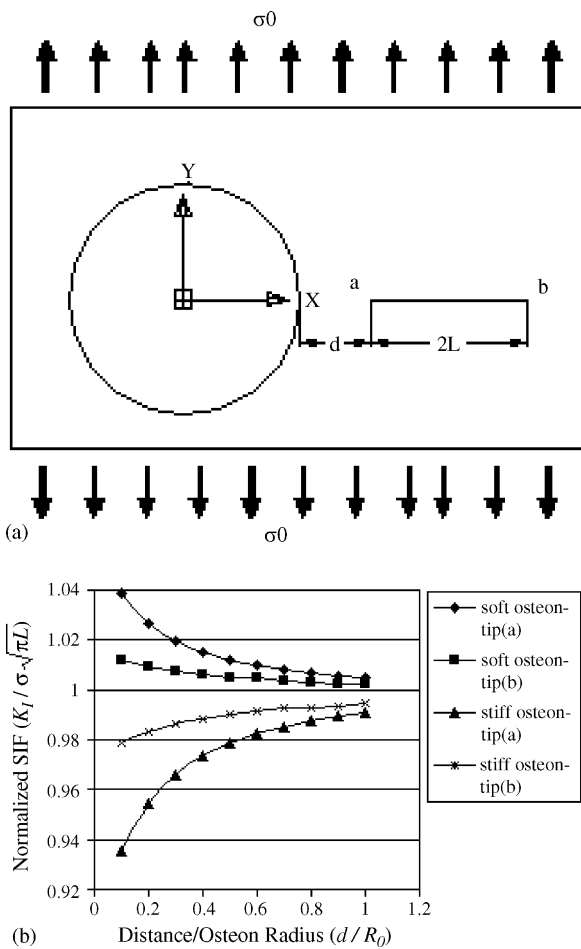 σ0
Y
X
a
b
d
2L
(a)
σ0
1.04
1.02
1
0.98
0.96
0.94
0.92
0
0.2
0.4
0.6
0.8
1.0
1.2
Normalized SIF (K_I / σ·√πL)
Distance/Osteon Radius (d / R_0)
soft osteon-
tip(a)
soft osteon-
tip(b)
stiff osteon-
tip(a)
stiff osteon-
tip(b)
(b)